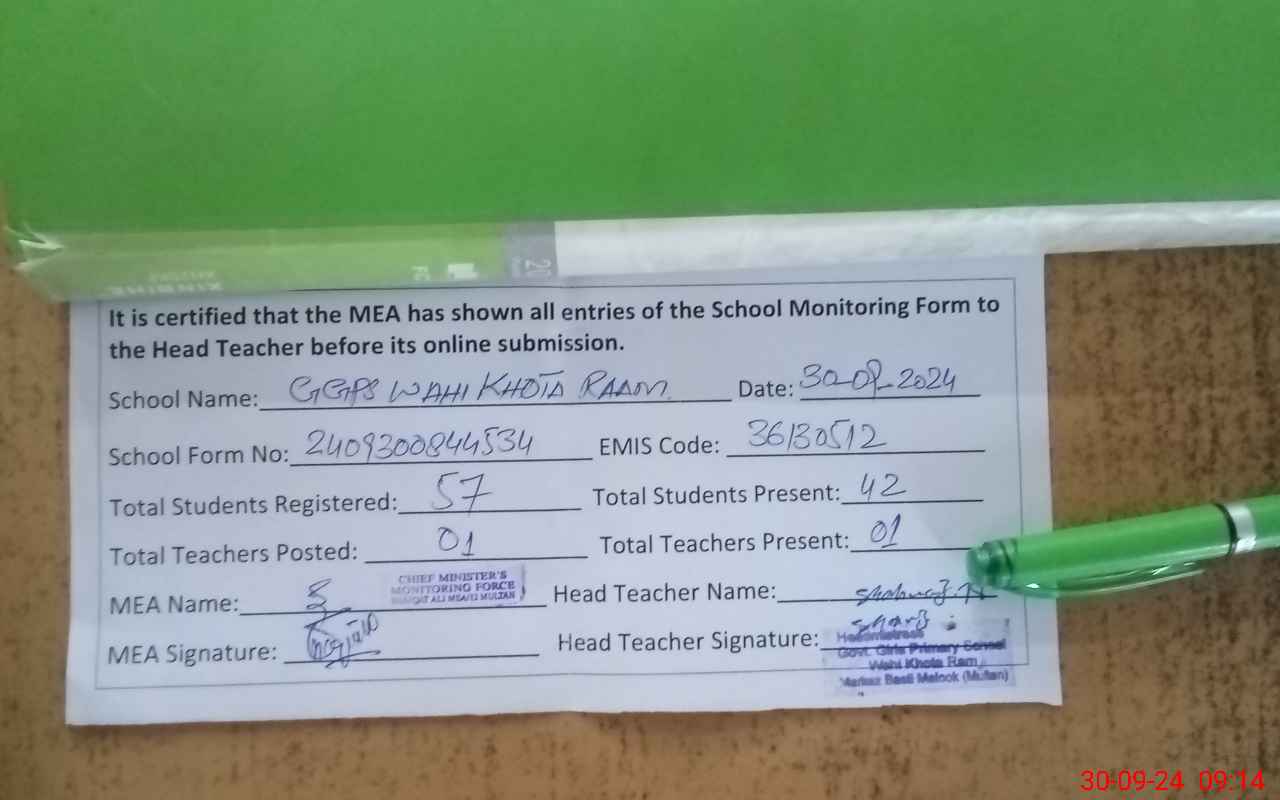 It is certified that the MEA has shown all entries of the School Monitoring Form to
the Head Teacher before its online submission.
School Name: GGPS WAHI KHOTA RAAM Date: 30-09-2024
School Form No: 2409300844534 EMIS Code: 36130512
Total Students Registered: 57 Total Students Present: 42
Total Teachers Posted: 01 Total Teachers Present: 01
CHIEF MINISTER'S
MONITORING FORCE
ALI MEA/12 MULTAN
MEA Name: Head Teacher Name:
MEA Signature: Head Teacher Signature:
Headmistress
Govt. Girls Primary School
Wahi Khota Ram
Markaz Basti Malook (Multan)
30-09-24 09:14